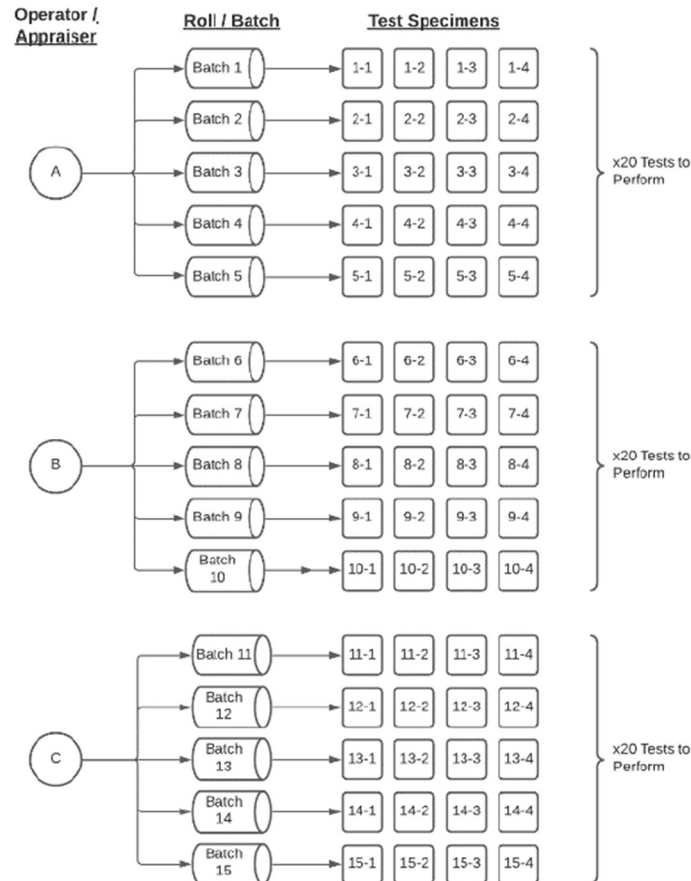 Operator /
Appraiser
Roll / Batch
Test Specimens
Batch 1
1-1 1-2 1-3 1-4
Batch 2
2-1 2-2 2-3 2-4
A
Batch 3
3-1 3-2 3-3 3-4
x20 Tests to
Perform
Batch 4
4-1 4-2 4-3 4-4
Batch 5
5-1 5-2 5-3 5-4
Batch 6
6-1 6-2 6-3 6-4
Batch 7
7-1 7-2 7-3 7-4
B
Batch 8
8-1 8-2 8-3 8-4
x20 Tests to
Perform
Batch 9
9-1 9-2 9-3 9-4
Batch
10
10-1 10-2 10-3 10-4
Batch 11
11-1 11-2 11-3 11-4
Batch
12
12-1 12-2 12-3 12-4
C
Batch
13
13-1 13-2 13-3 13-4
x20 Tests to
Perform
Batch
14
14-1 14-2 14-3 14-4
Batch
15
15-1 15-2 15-3 15-4